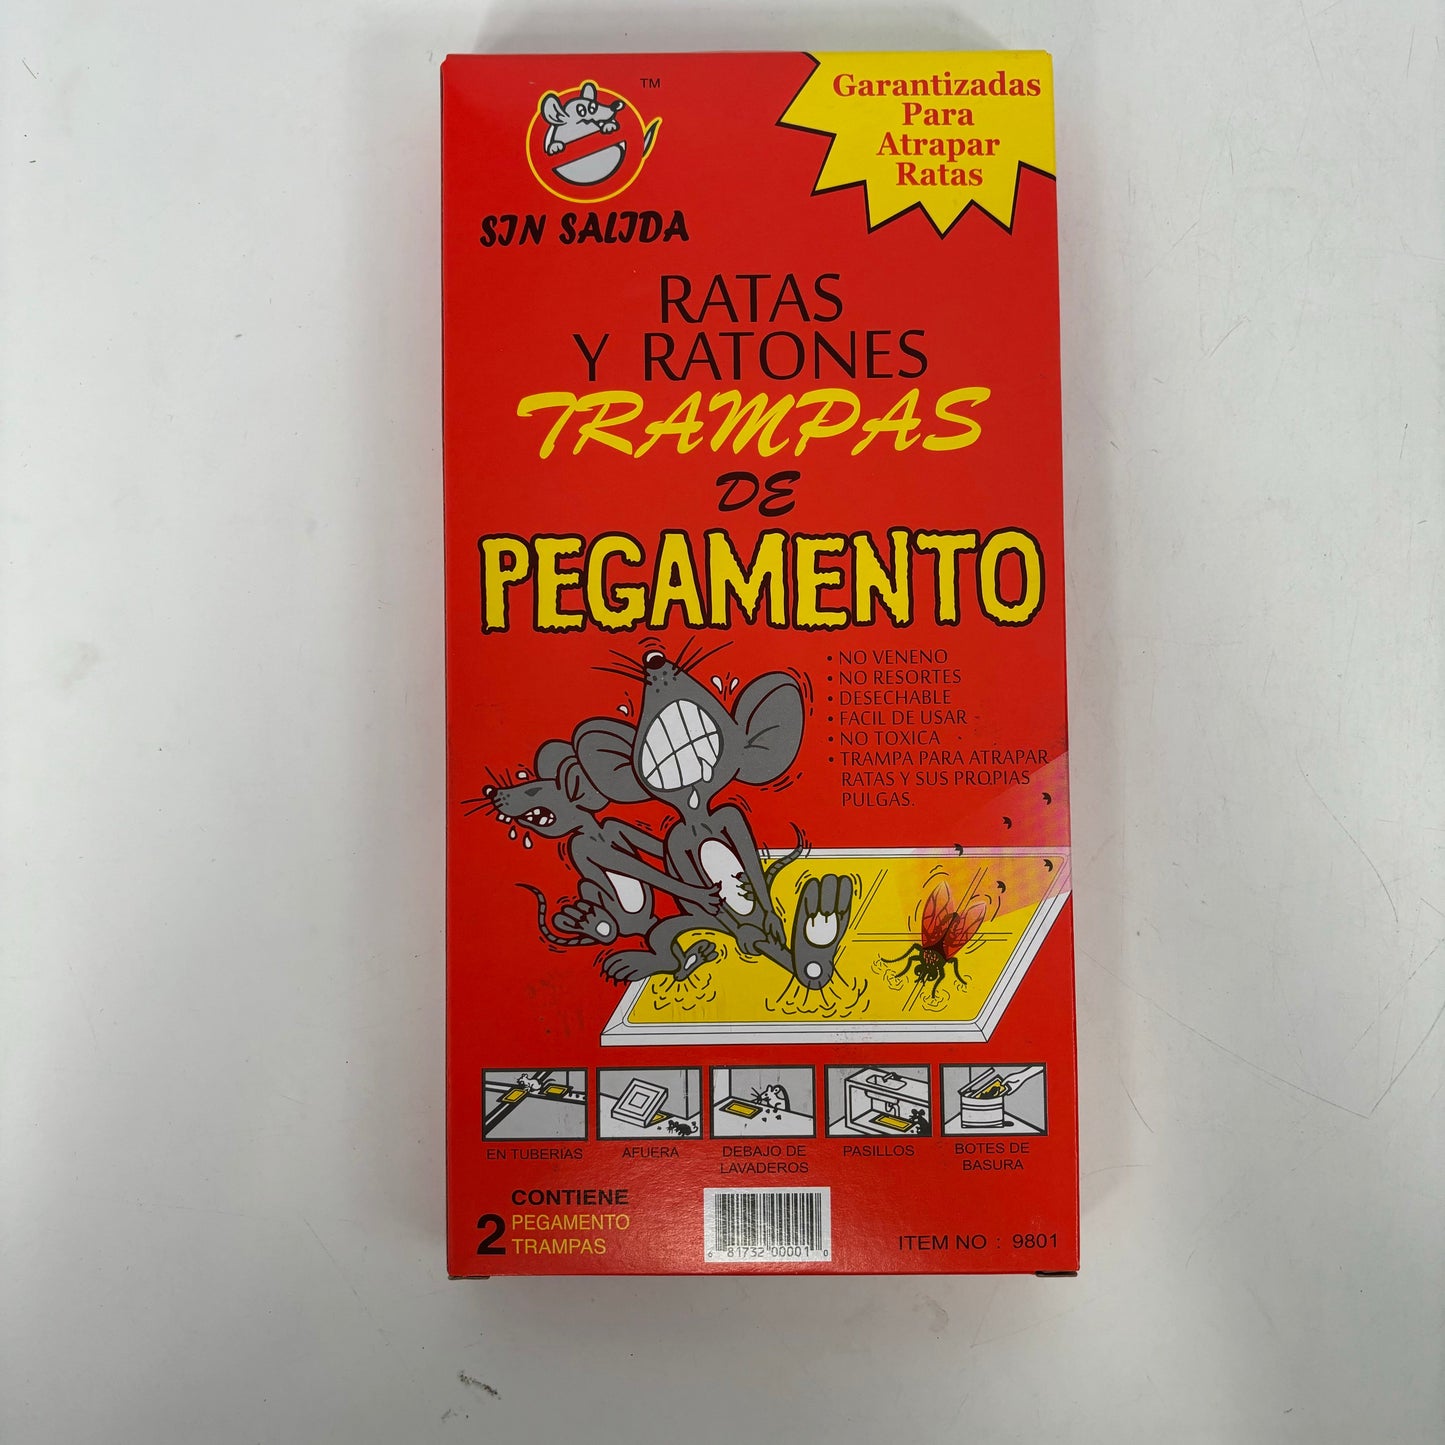 TM
SIN SALIDA
Garantizadas
Para
Atrapar
Ratas
RATAS
Y RATONES
TRAMPAS
DE
PEGAMENTO
• NO VENENO
• NO RESORTES
• DESECHABLE
• FACIL DE USAR
• NO TOXICA
• TRAMPA PARA ATRAPAR
RATAS Y SUS PROPIAS
PULGAS.
EN TUBERIAS
AFUERA
DEBAJO DE
LAVADEROS
PASILLOS
BOTES DE
BASURA
CONTIENE
2 PEGAMENTO
TRAMPAS
6 81732 00001 0
ITEM NO : 9801